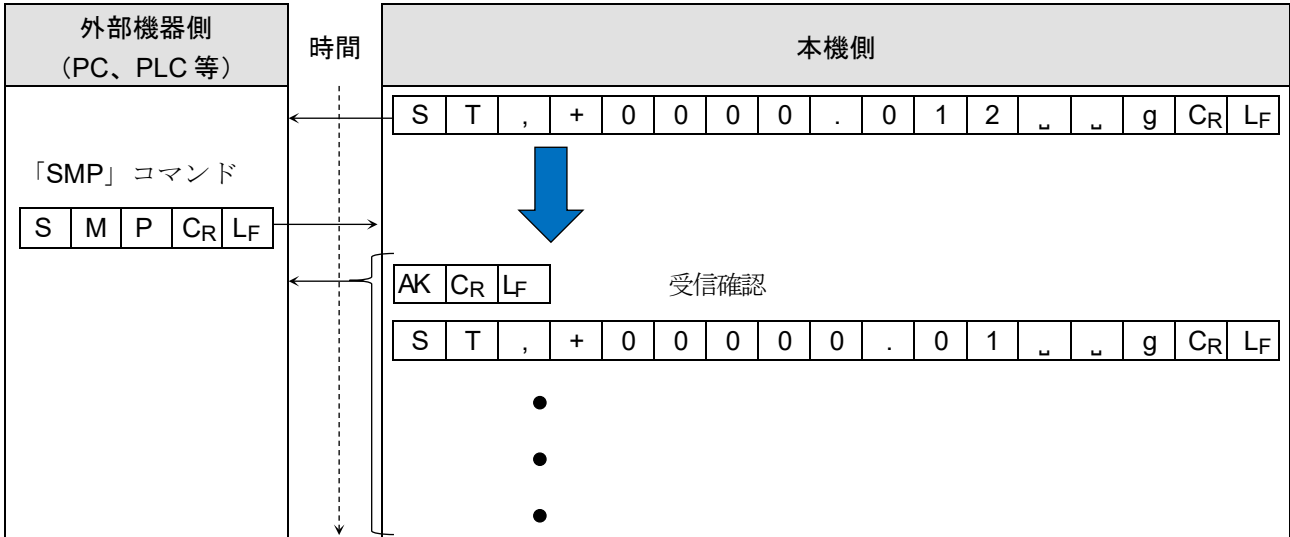 外部機器側
（PC、PLC 等）
時間
本機側
S T , + 0 0 0 0 . 0 1 2 ␣ ␣ g CR LF
「SMP」コマンド
S M P CR LF
AK CR LF
受信確認
S T , + 0 0 0 0 0 . 0 1 ␣ ␣ g CR LF